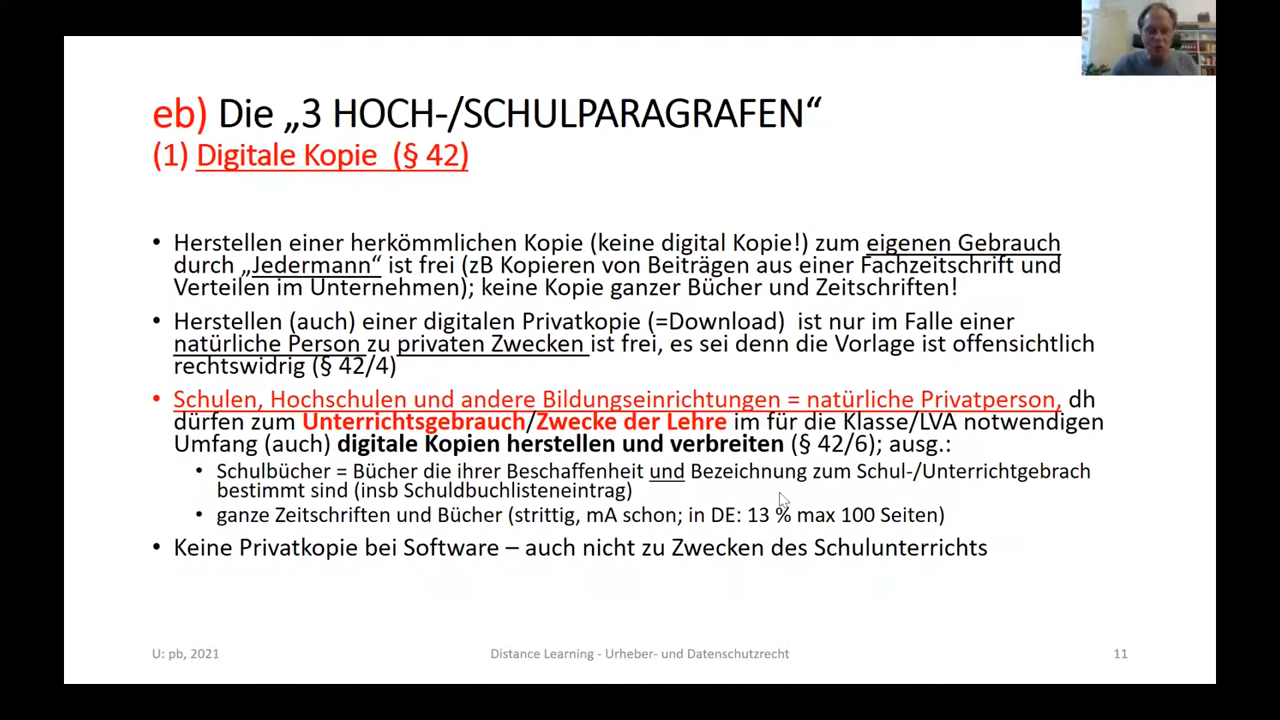 eb) Die „3 HOCH-/SCHULPARAGRAFEN“
(1) Digitale Kopie (§ 42)
• Herstellen einer herkömmlichen Kopie (keine digital Kopie!) zum eigenen Gebrauch
durch „Jedermann“ ist frei (zB Kopieren von Beiträgen aus einer Fachzeitschrift und
Verteilen im Unternehmen); keine Kopie ganzer Bücher und Zeitschriften!
• Herstellen (auch) einer digitalen Privatkopie (=Download) ist nur im Falle einer
natürliche Person zu privaten Zwecken ist frei, es sei denn die Vorlage ist offensichtlich
rechtswidrig (§ 42/4)
• Schulen, Hochschulen und andere Bildungseinrichtungen = natürliche Privatperson, dh
dürfen zum Unterrichtsgebrauch/Zwecke der Lehre im für die Klasse/LVA notwendigen
Umfang (auch) digitale Kopien herstellen und verbreiten (§ 42/6); ausg.:
• Schulbücher = Bücher die ihrer Beschaffenheit und Bezeichnung zum Schul-/Unterrichtgebrach
bestimmt sind (insb Schuldbuchlisteneintrag)
• ganze Zeitschriften und Bücher (strittig, mA schon; in DE: 13 % max 100 Seiten)
• Keine Privatkopie bei Software – auch nicht zu Zwecken des Schulunterrichts
U: pb, 2021
Distance Learning - Urheber- und Datenschutzrecht
11